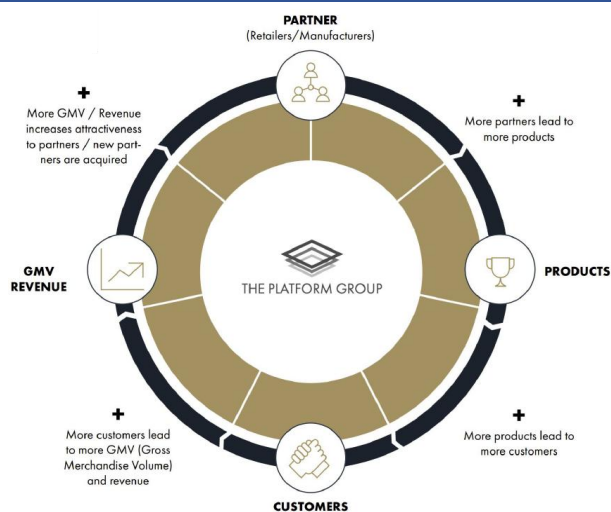 PARTNER
(Retailers/Manufacturers)
+
More GMV / Revenue
increases attractiveness
to partners / new part-
ners are acquired
+
More partners lead to
more products
GMV
REVENUE
THE PLATFORM GROUP
PRODUCTS
+
More customers lead
to more GMV (Gross
Merchandise Volume)
and revenue
+
More products lead to
more customers
CUSTOMERS